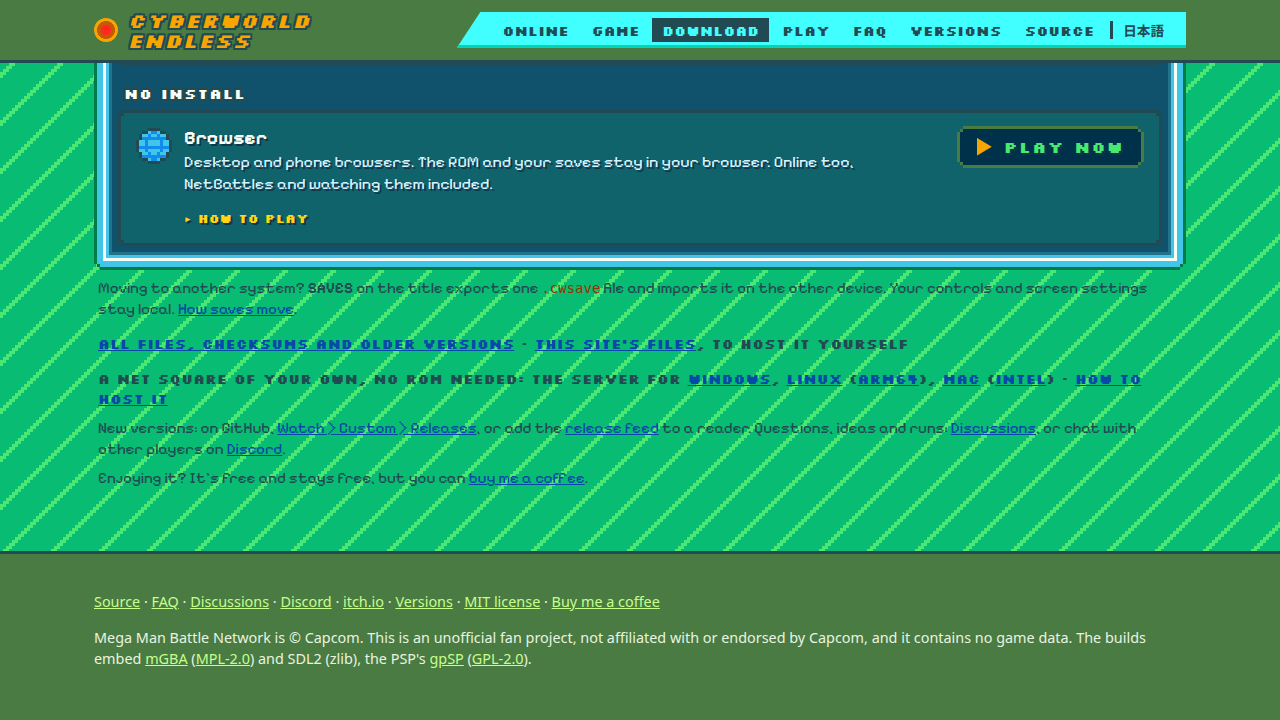 CYBERWORLD
ENDLESS
ONLINE GAME DOWNLOAD PLAY FAQ VERSIONS SOURCE 日本語
NO INSTALL
Browser
Desktop and phone browsers. The ROM and your saves stay in your browser. Online too,
NetBattles and watching them included.
▸ HOW TO PLAY
PLAY NOW
Moving to another system? SAVES on the title exports one .cwsave file and imports it on the other device. Your controls and screen settings
stay local. How saves move.
ALL FILES, CHECKSUMS AND OLDER VERSIONS · THIS SITE'S FILES, TO HOST IT YOURSELF
A NET SQUARE OF YOUR OWN, NO ROM NEEDED: THE SERVER FOR WINDOWS, LINUX (ARM64), MAC (INTEL) · HOW TO
HOST IT
New versions: on GitHub, Watch > Custom > Releases, or add the release feed to a reader. Questions, ideas and runs: Discussions, or chat with
other players on Discord.
Enjoying it? It's free and stays free, but you can buy me a coffee.
Source · FAQ · Discussions · Discord · itch.io · Versions · MIT license · Buy me a coffee
Mega Man Battle Network is © Capcom. This is an unofficial fan project, not affiliated with or endorsed by Capcom, and it contains no game data. The builds
embed mGBA (MPL-2.0) and SDL2 (zlib), the PSP's gpSP (GPL-2.0).